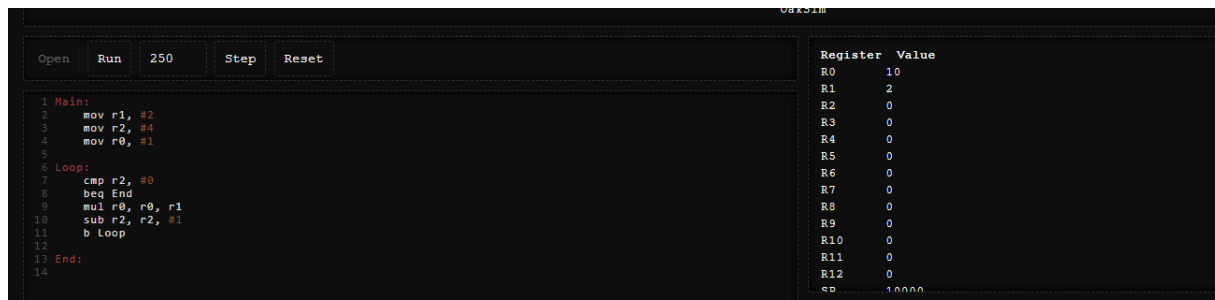 OakSim
Open Run 250 Step Reset
1 Main:
2     mov r1, #2
3     mov r2, #4
4     mov r0, #1
5
6 Loop:
7     cmp r2, #0
8     beq End
9     mul r0, r0, r1
10     sub r2, r2, #1
11     b Loop
12
13 End:
14
Register Value
R0 10
R1 2
R2 0
R3 0
R4 0
R5 0
R6 0
R7 0
R8 0
R9 0
R10 0
R11 0
R12 0
SP 10000